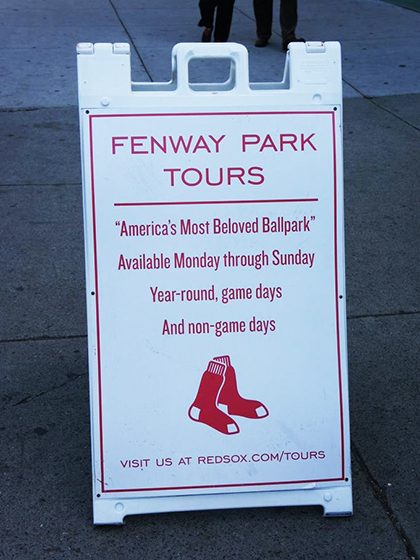 FENWAY PARK
TOURS
“America's Most Beloved Ballpark”
Available Monday through Sunday
Year-round, game days
And non-game days
VISIT US AT REDSOX.COM/TOURS